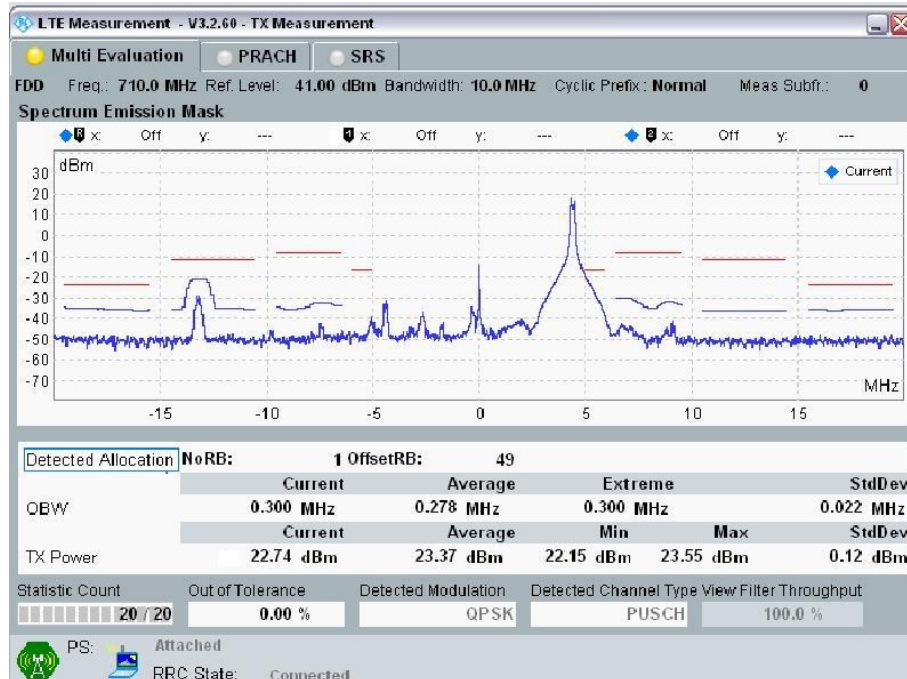 LTE Measurement - V3.2.60 - TX Measurement
Multi Evaluation PRACH SRS
FDD Freq.: 710.0 MHz Ref. Level: 41.00 dBm Bandwidth: 10.0 MHz Cyclic Prefix: Normal Meas Subfr.: 0
Spectrum Emission Mask
R x: Off y: --- 1 x: Off y: --- 2 x: Off y: ---
dBm
Current
30
20
10
0
-10
-20
-30
-40
-50
-60
-70
MHz
-15 -10 -5 0 5 10 15
Detected Allocation NoRB: 1 OffsetRB: 49
Current Average Extreme StdDev
OBW 0.300 MHz 0.278 MHz 0.300 MHz 0.022 MHz
Current Average Min Max StdDev
TX Power 22.74 dBm 23.37 dBm 22.15 dBm 23.55 dBm 0.12 dBm
Statistic Count Out of Tolerance Detected Modulation Detected Channel Type View Filter Throughput
20 / 20 0.00 % QPSK PUSCH 100.0 %
PS: Attached
RRC State: Connected